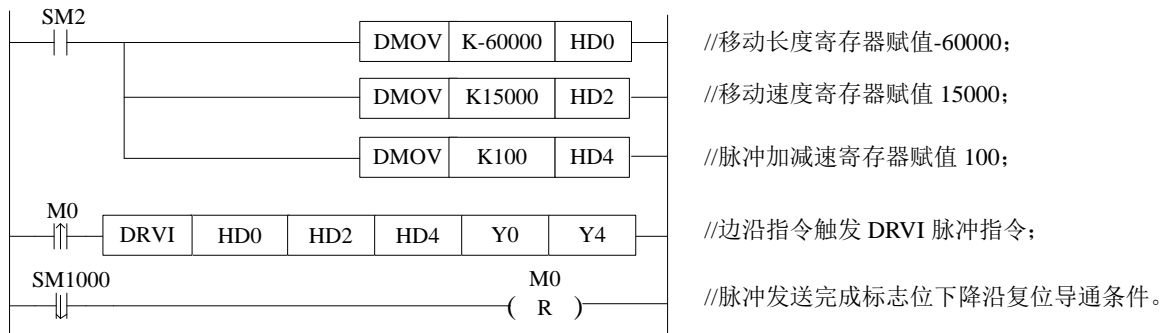 SM2
DMOV K-60000 HD0 //移动长度寄存器赋值-60000；
DMOV K15000 HD2 //移动速度寄存器赋值 15000；
DMOV K100 HD4 //脉冲加减速寄存器赋值 100；
M0
DRVI HD0 HD2 HD4 Y0 Y4 //边沿指令触发 DRVI 脉冲指令；
SM1000 M0
( R ) //脉冲发送完成标志位下降沿复位导通条件。